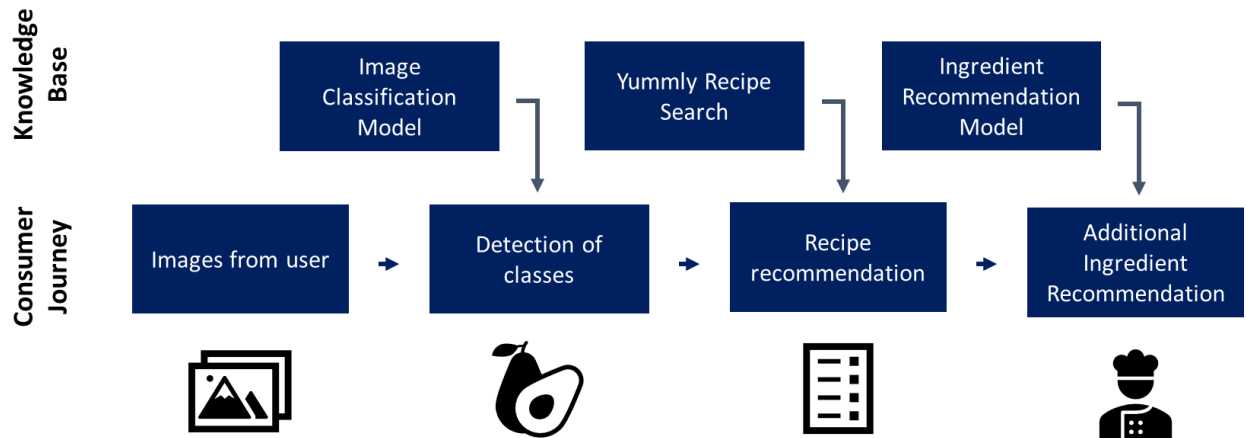 Knowledge
Base
Image
Classification
Model
Yummly Recipe
Search
Ingredient
Recommendation
Model
Consumer
Journey
Images from user
Detection of
classes
Recipe
recommendation
Additional
Ingredient
Recommendation